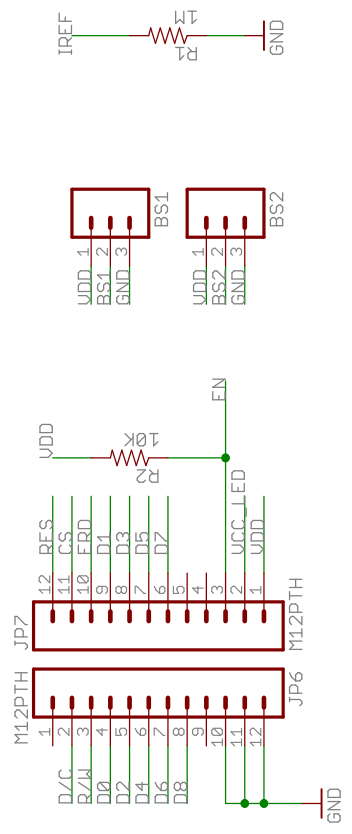 IREF
1M
R1
GND
BS1
1
2
3
VDD
BS1
GND
BS2
1
2
3
VDD
BS2
GND
EN
VDD
10K
R2
RES
CS
ERD
D1
D3
D5
D7
VCC_LED
VDD
12
11
10
9
8
7
6
5
4
3
2
1
JP7
M12PTH
M12PTH
JP6
1
2
3
4
5
6
7
8
9
10
11
12
D/C
R/W
D0
D2
D4
D6
D8
GND